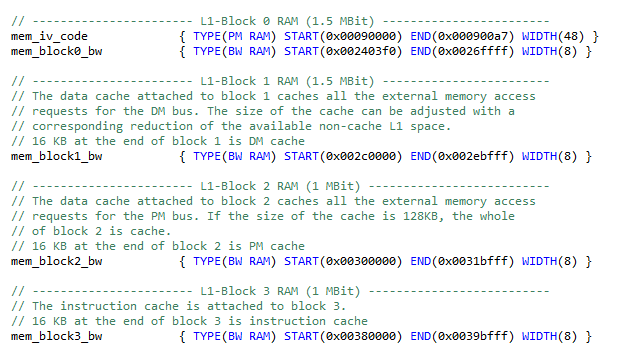 // ----------------------- L1-Block 0 RAM (1.5 MBit) ------------------------
mem_iv_code { TYPE(PM RAM) START(0x00090000) END(0x000900a7) WIDTH(48) }
mem_block0_bw { TYPE(BW RAM) START(0x002403f0) END(0x0026ffff) WIDTH(8) }
// ----------------------- L1-Block 1 RAM (1.5 MBit) ------------------------
// The data cache attached to block 1 caches all the external memory access
// requests for the DM bus. The size of the cache can be adjusted with a
// corresponding reduction of the available non-cache L1 space.
// 16 KB at the end of block 1 is DM cache
mem_block1_bw { TYPE(BW RAM) START(0x002c0000) END(0x002ebfff) WIDTH(8) }
// ----------------------- L1-Block 2 RAM (1 MBit) --------------------------
// The data cache attached to block 2 caches all the external memory access
// requests for the PM bus. If the size of the cache is 128KB, the whole
// of block 2 is cache.
// 16 KB at the end of block 2 is PM cache
mem_block2_bw { TYPE(BW RAM) START(0x00300000) END(0x0031bfff) WIDTH(8) }
// ----------------------- L1-Block 3 RAM (1 MBit) --------------------------
// The instruction cache is attached to block 3.
// 16 KB at the end of block 3 is instruction cache
mem_block3_bw { TYPE(BW RAM) START(0x00380000) END(0x0039bfff) WIDTH(8) }